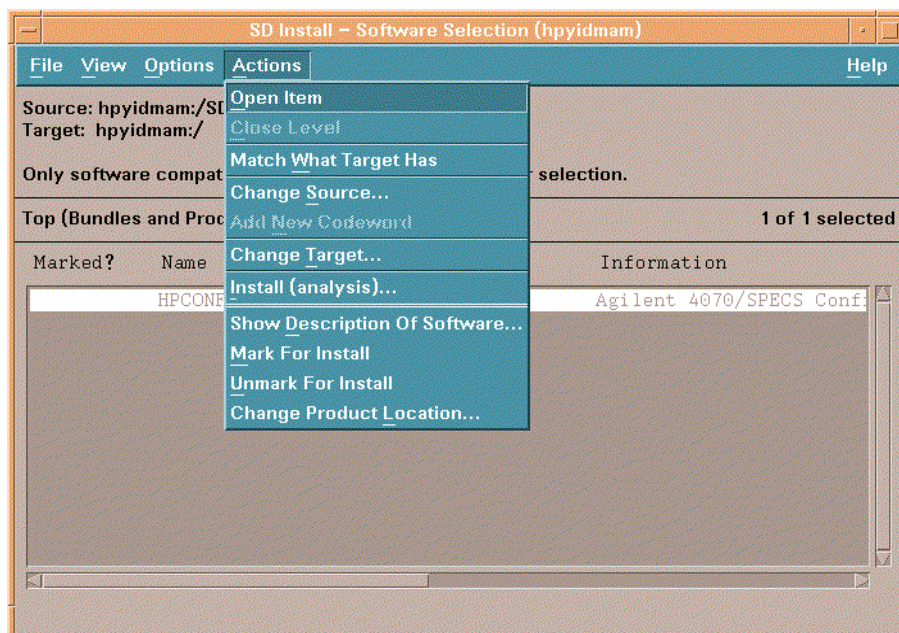 SD Install – Software Selection (hpyidmam)
File View Options Actions Help
Source: hpyidmam:/SD
Target: hpyidmam:/
Only software compat
selection.
Top (Bundles and Prod
1 of 1 selected
Marked? Name Information
HPCONF Agilent 4070/SPECS Confi
Open Item
Close Level
Match What Target Has
Change Source...
Add New Codeword
Change Target...
Install (analysis)...
Show Description Of Software...
Mark For Install
Unmark For Install
Change Product Location...